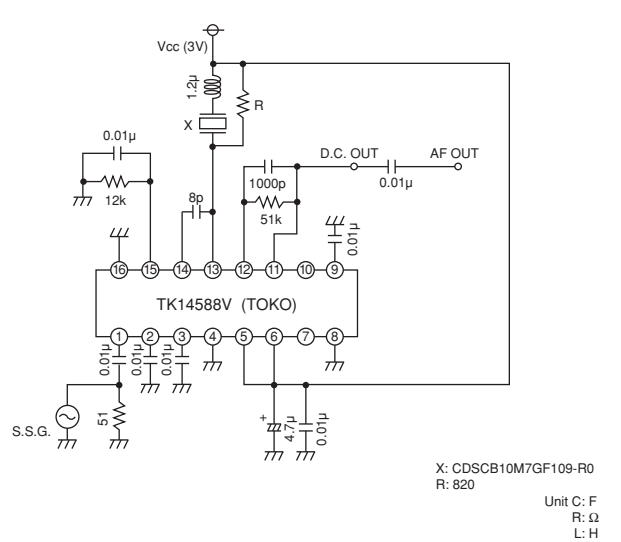 Vcc (3V)
1.2μ
R
X
0.01μ
12k
8p
1000p
51k
D.C. OUT
AF OUT
0.01μ
0.01μ
16 15 14 13 12 11 10 9
TK14588V (TOKO)
1 2 3 4 5 6 7 8
0.01μ
0.01μ
0.01μ
S.S.G.
51
+
4.7μ
0.01μ
X: CDSCB10M7GF109-R0
R: 820
Unit C: F
R: Ω
L: H